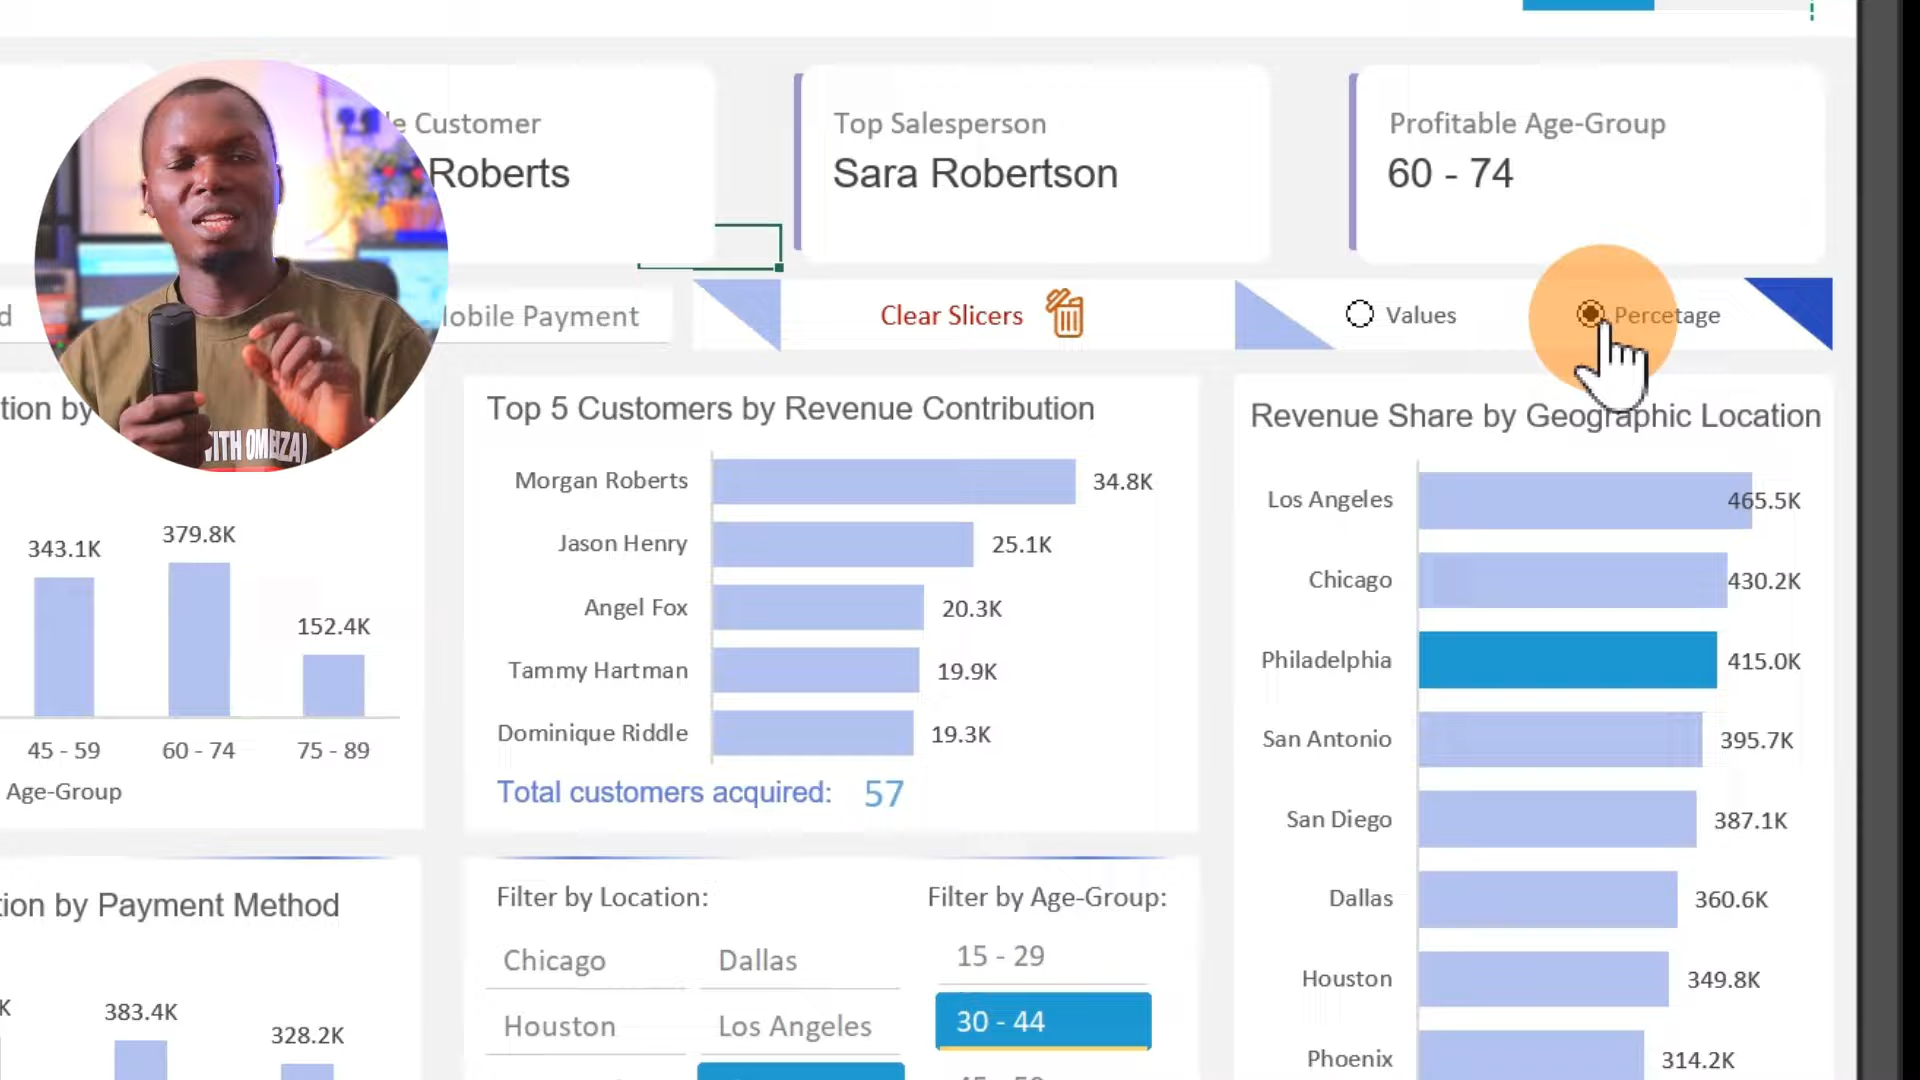 le Customer
Roberts
Top Salesperson
Sara Robertson
Profitable Age-Group
60 - 74
d
Mobile Payment
Clear Slicers
Values
Percetage
tion by
Top 5 Customers by Revenue Contribution
Revenue Share by Geographic Location
WITH OMEIZA
343.1K
379.8K
152.4K
45 - 59
60 - 74
75 - 89
Age-Group
Morgan Roberts
34.8K
Jason Henry
25.1K
Angel Fox
20.3K
Tammy Hartman
19.9K
Dominique Riddle
19.3K
Total customers acquired: 57
Los Angeles
465.5K
Chicago
430.2K
Philadelphia
415.0K
San Antonio
395.7K
San Diego
387.1K
Dallas
360.6K
Houston
349.8K
Phoenix
314.2K
tion by Payment Method
K
383.4K
328.2K
Filter by Location:
Chicago
Dallas
Houston
Los Angeles
Filter by Age-Group:
15 - 29
30 - 44